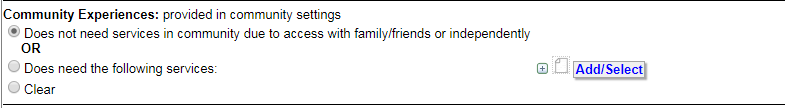 Community Experiences: provided in community settings
Does not need services in community due to access with family/friends or independently
OR
Does need the following services: Add/Select
Clear